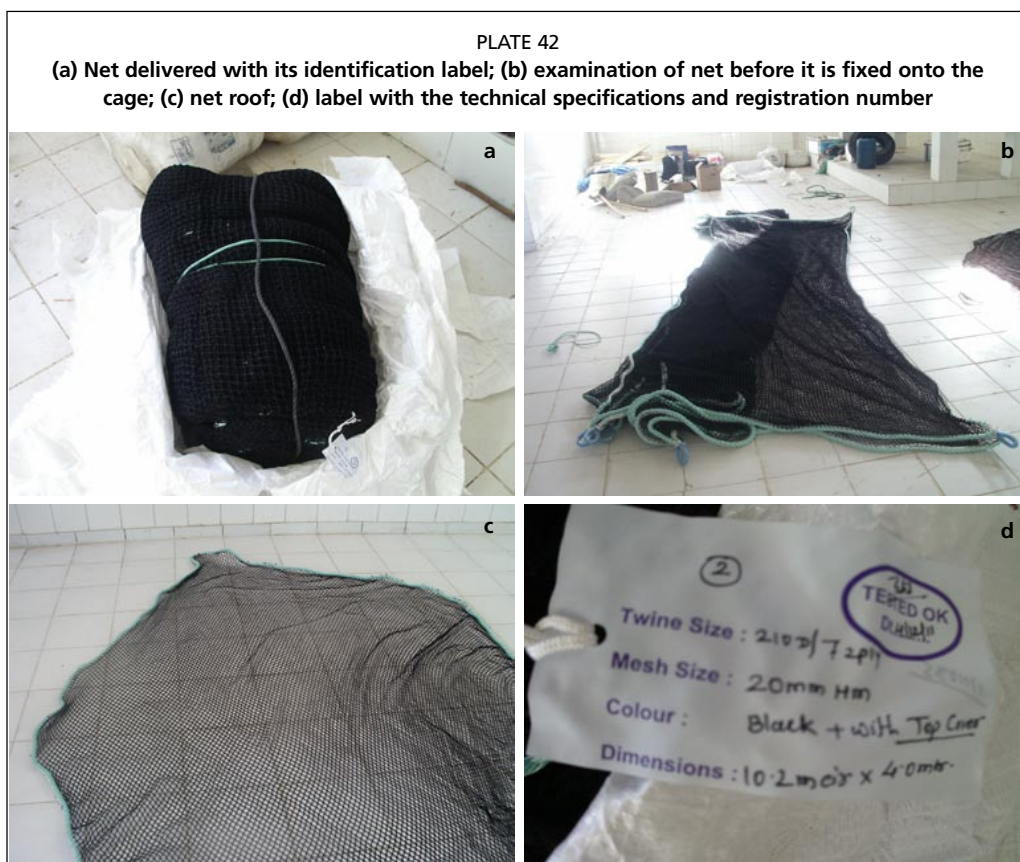 PLATE 42
(a) Net delivered with its identification label; (b) examination of net before it is fixed onto the
cage; (c) net roof; (d) label with the technical specifications and registration number
a
b
c
d
2
TESTED OK
Twine Size : 210D/72ply
Mesh Size : 20mm HM
Colour : Black + with Top Cover
Dimensions : 10.2m cir x 4.0mtr.